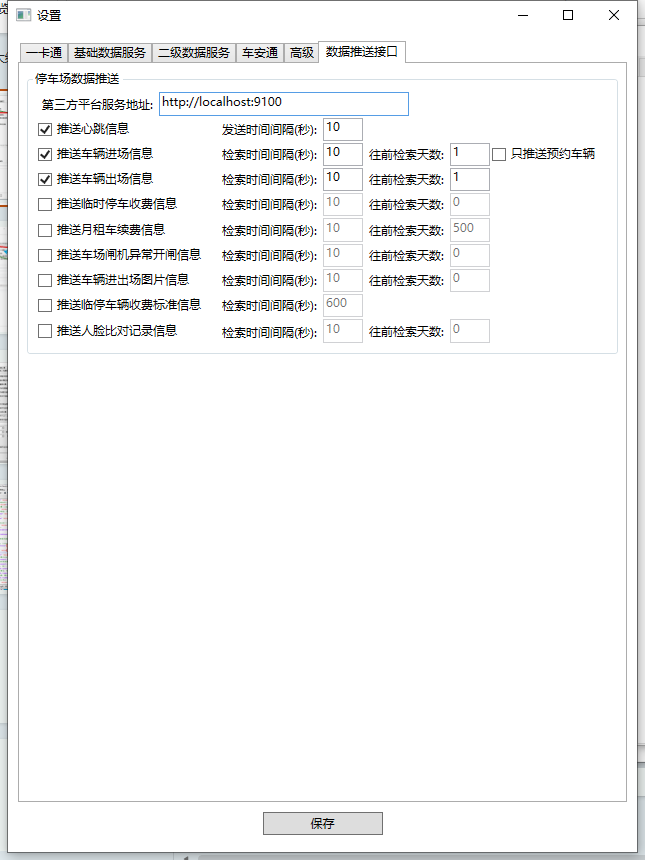 设置
一卡通 基础数据服务 二级数据服务 车安通 高级 数据推送接口
停车场数据推送
第三方平台服务地址: http://localhost:9100
推送心跳信息 发送时间间隔(秒): 10
推送车辆进场信息 检索时间间隔(秒): 10 往前检索天数: 1 只推送预约车辆
推送车辆出场信息 检索时间间隔(秒): 10 往前检索天数: 1
推送临时停车收费信息 检索时间间隔(秒): 10 往前检索天数: 0
推送月租车续费信息 检索时间间隔(秒): 10 往前检索天数: 500
推送车场闸机异常开闸信息 检索时间间隔(秒): 10 往前检索天数: 0
推送车辆进出场图片信息 检索时间间隔(秒): 10 往前检索天数: 0
推送临停车辆收费标准信息 检索时间间隔(秒): 600
推送人脸比对记录信息 检索时间间隔(秒): 10 往前检索天数: 0
保存